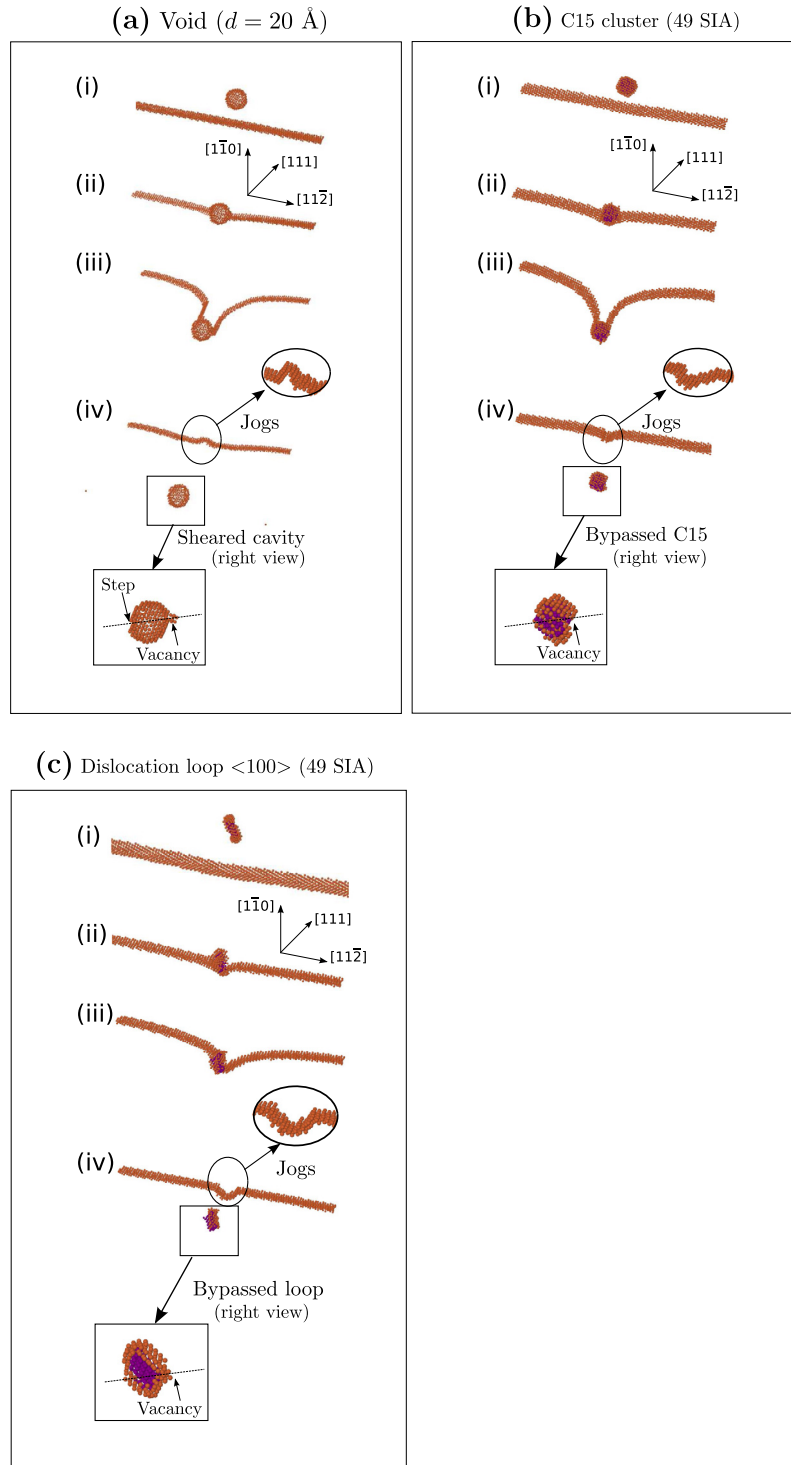 (a) Void (d = 20 Å)
(i)
[11̅0]
[111]
[112̅]
(ii)
(iii)
(iv)
Jogs
Sheared cavity
(right view)
Step
Vacancy
(b) C15 cluster (49 SIA)
(i)
[11̅0]
[111]
[112̅]
(ii)
(iii)
(iv)
Jogs
Bypassed C15
(right view)
Vacancy
(c) Dislocation loop <100> (49 SIA)
(i)
[11̅0]
[111]
[112̅]
(ii)
(iii)
(iv)
Jogs
Bypassed loop
(right view)
Vacancy